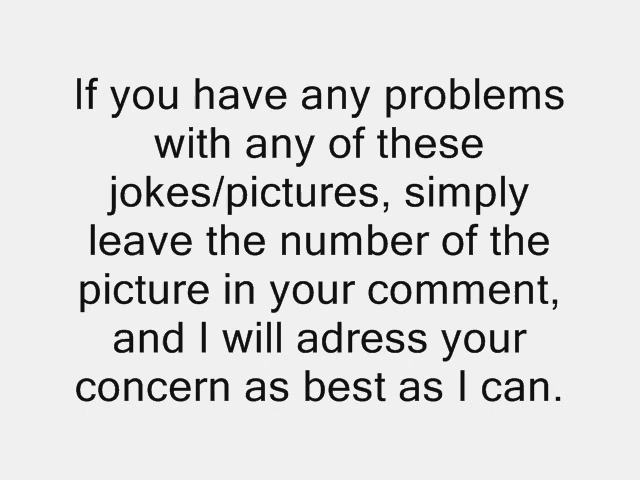 If you have any problems
with any of these
jokes/pictures, simply
leave the number of the
picture in your comment,
and I will adress your
concern as best as I can.